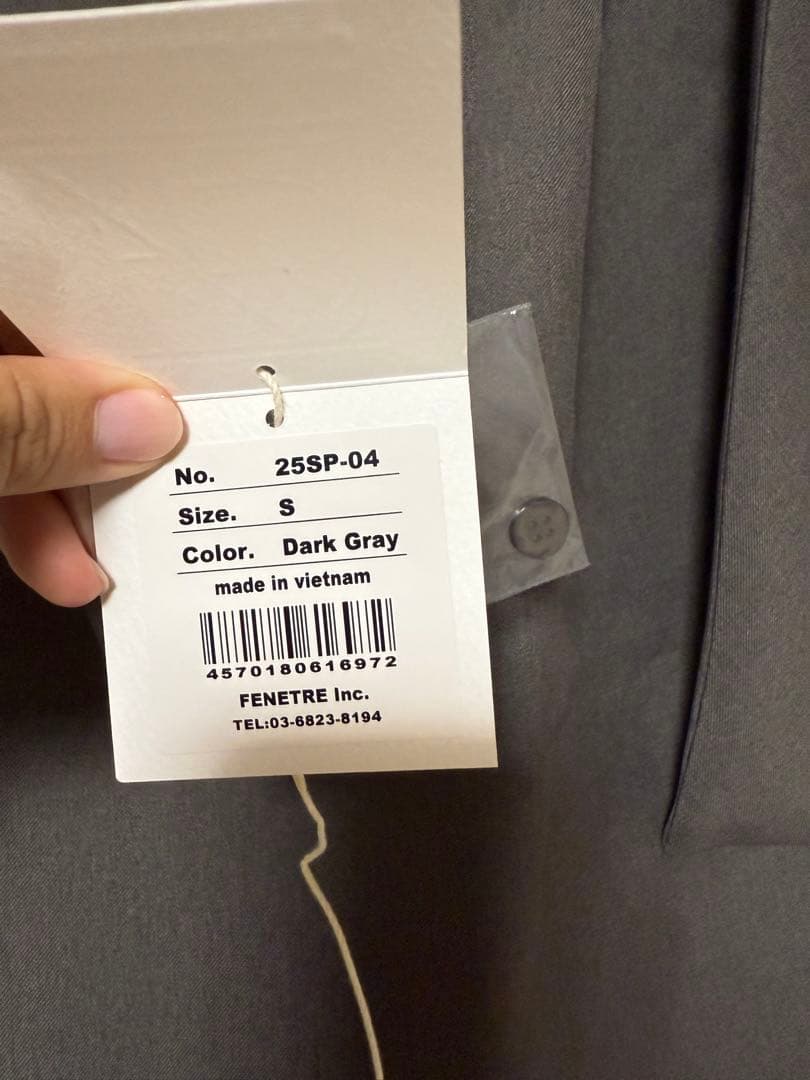 No. 25SP-04
Size. S
Color. Dark Gray
made in vietnam
4570180616972
FENETRE Inc.
TEL:03-6823-8194